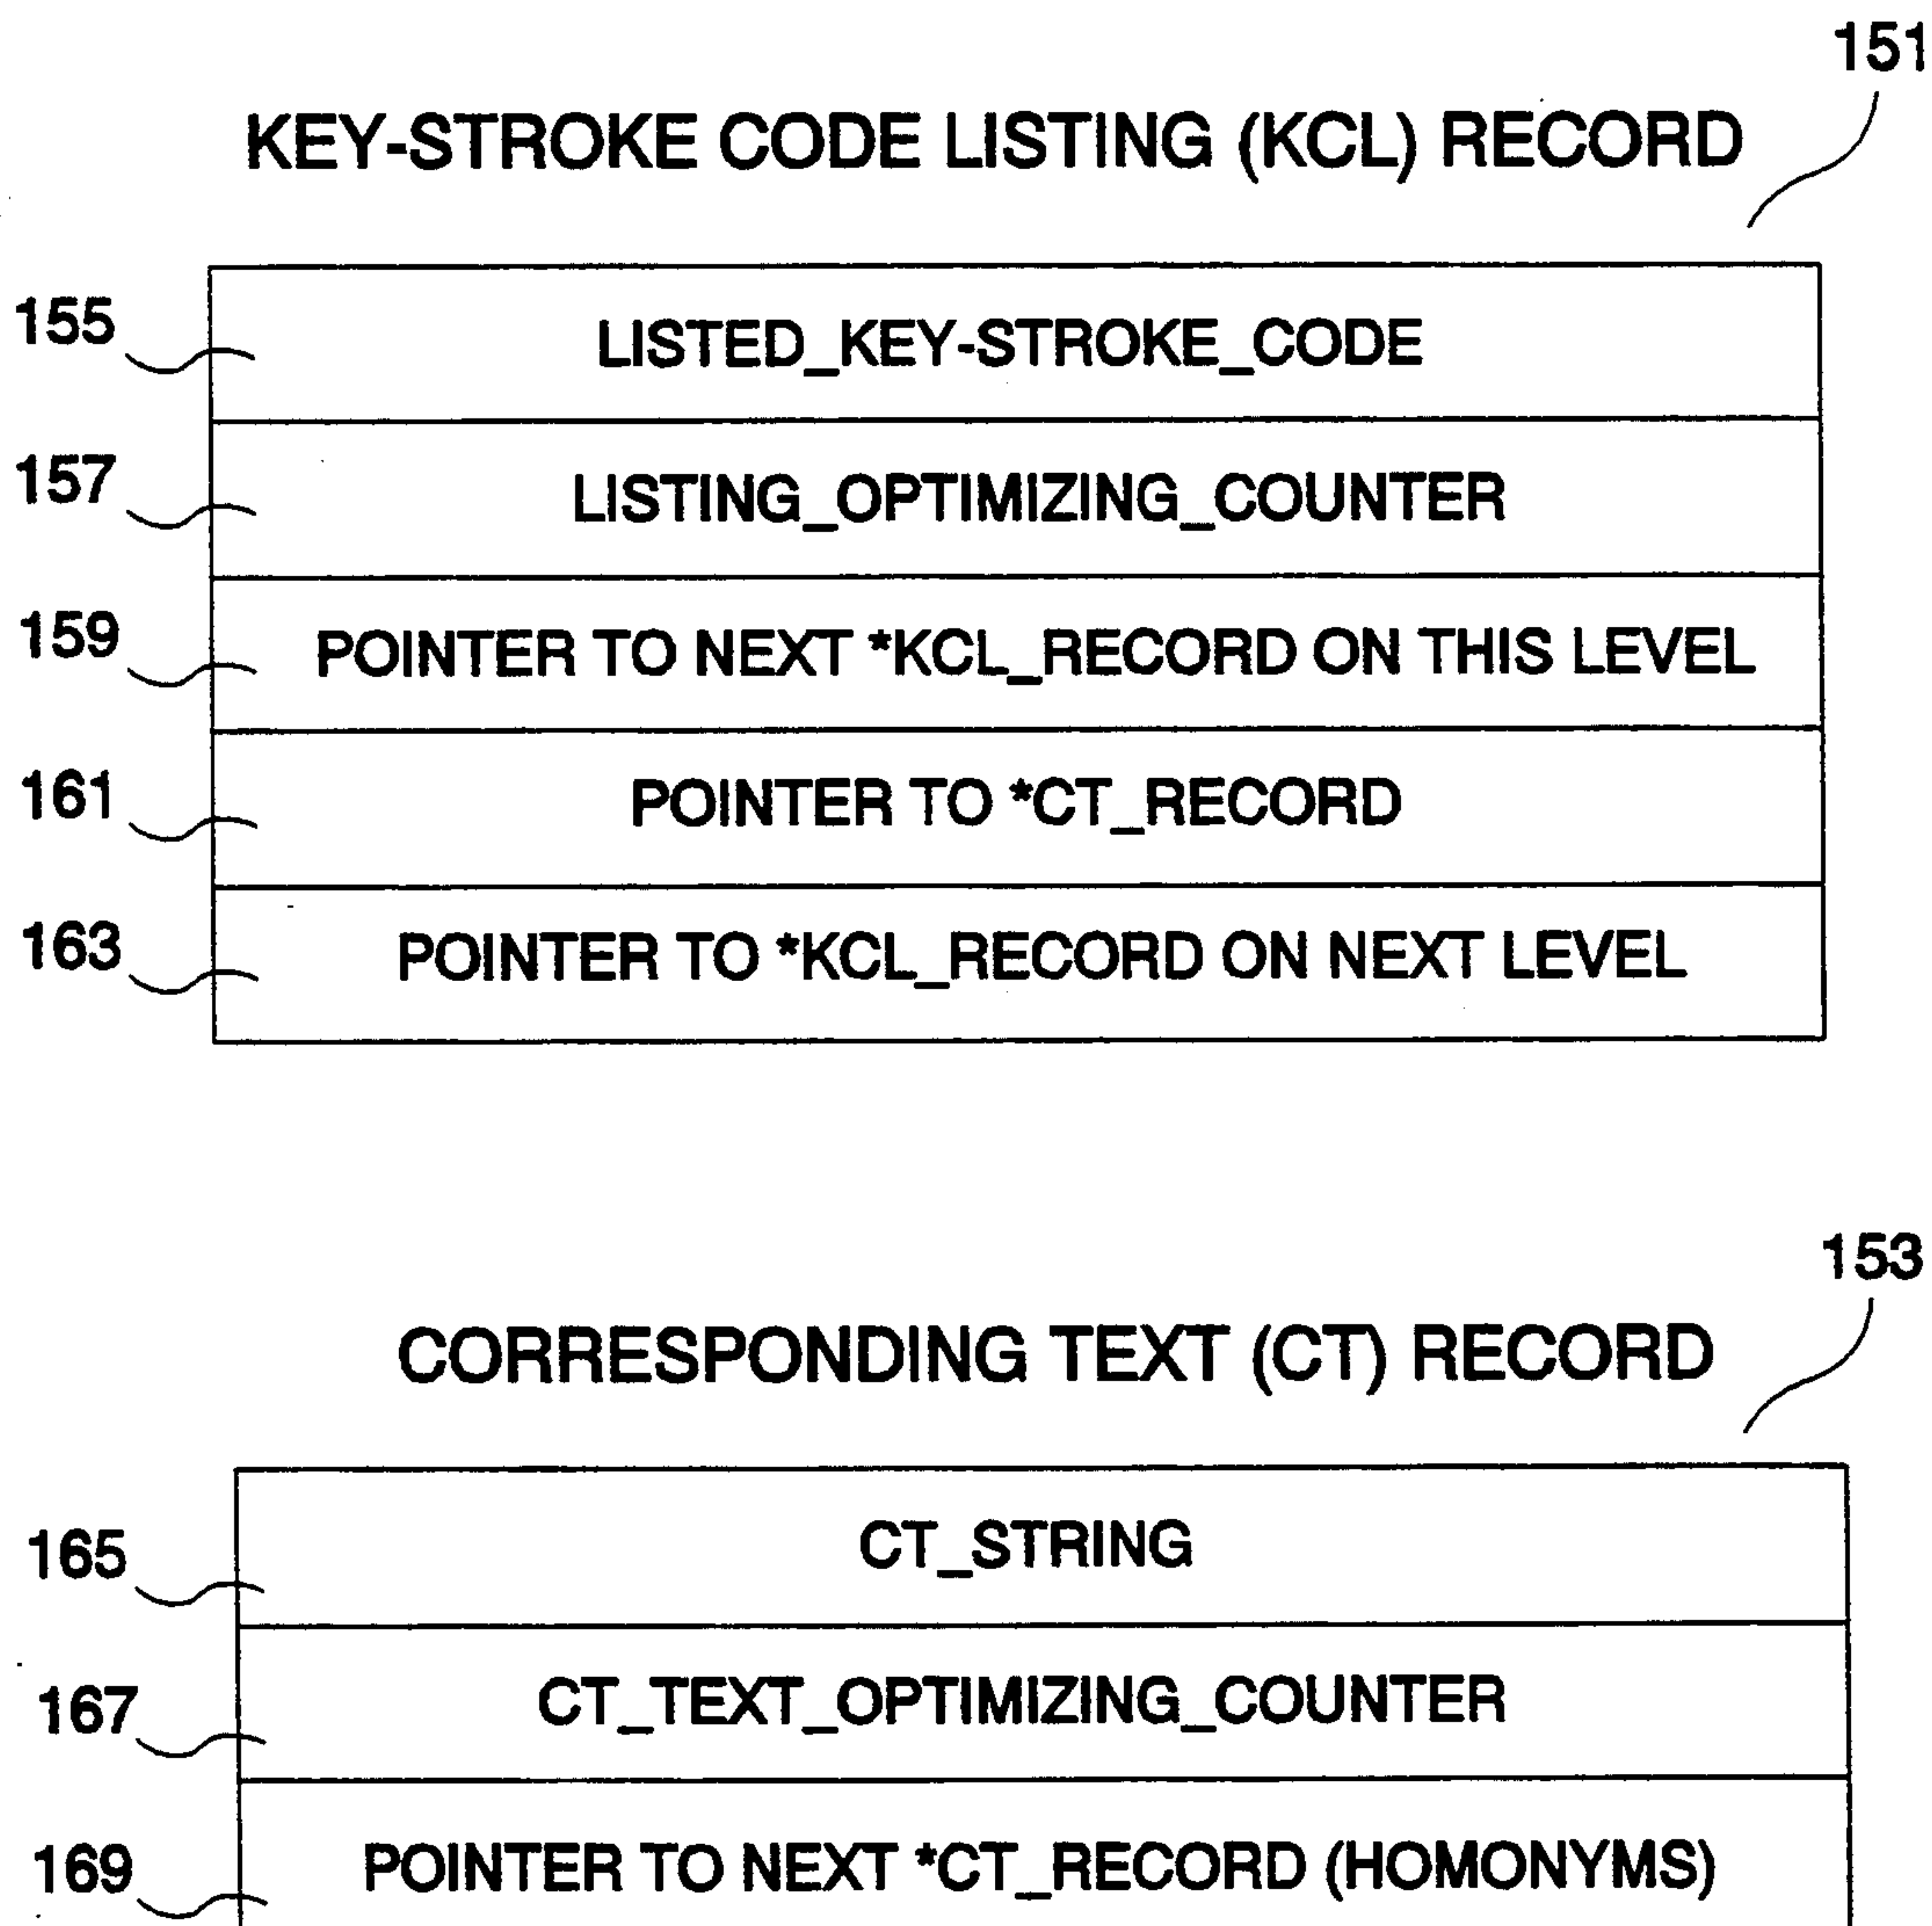 151
KEY-STROKE CODE LISTING (KCL) RECORD
155
LISTED_KEY-STROKE_CODE
157
LISTING_OPTIMIZING_COUNTER
159
POINTER TO NEXT *KCL_RECORD ON THIS LEVEL
161
POINTER TO *CT_RECORD
163
POINTER TO *KCL_RECORD ON NEXT LEVEL
153
CORRESPONDING TEXT (CT) RECORD
165
CT_STRING
167
CT_TEXT_OPTIMIZING_COUNTER
169
POINTER TO NEXT *CT_RECORD (HOMONYMS)